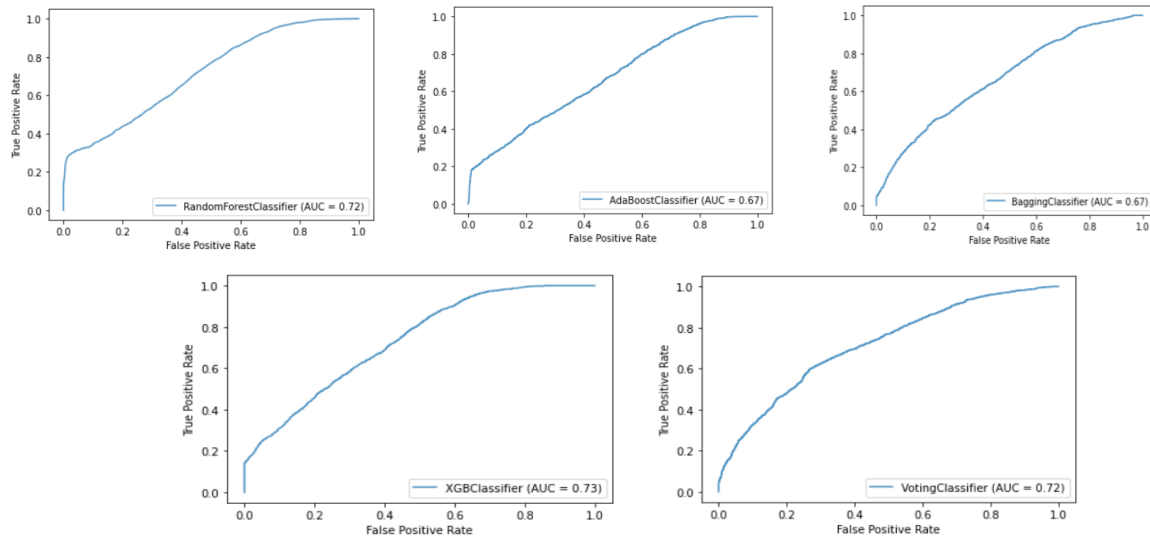 1.0
0.8
0.6
0.4
0.2
0.0
True Positive Rate
RandomForestClassifier (AUC = 0.72)
0.0 0.2 0.4 0.6 0.8 1.0
False Positive Rate
1.0
0.8
0.6
0.4
0.2
0.0
True Positive Rate
AdaBoostClassifier (AUC = 0.67)
0.0 0.2 0.4 0.6 0.8 1.0
False Positive Rate
1.0
0.8
0.6
0.4
0.2
0.0
True Positive Rate
BaggingClassifier (AUC = 0.67)
0.0 0.2 0.4 0.6 0.8 1.0
False Positive Rate
1.0
0.8
0.6
0.4
0.2
0.0
True Positive Rate
XGBClassifier (AUC = 0.73)
0.0 0.2 0.4 0.6 0.8 1.0
False Positive Rate
1.0
0.8
0.6
0.4
0.2
0.0
True Positive Rate
VotingClassifier (AUC = 0.72)
0.0 0.2 0.4 0.6 0.8 1.0
False Positive Rate